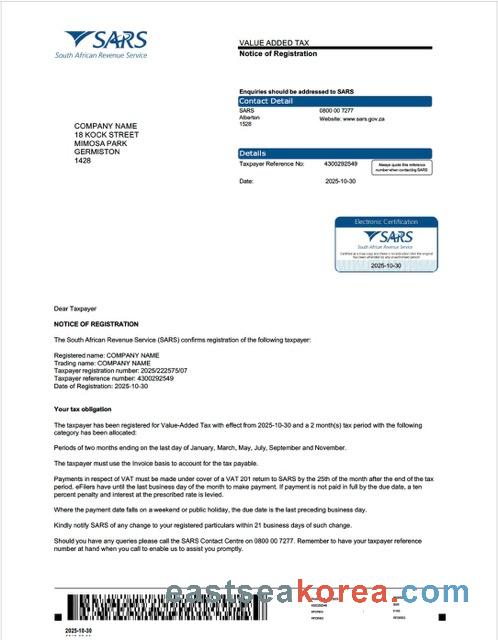 SARS
South African Revenue Service
VALUE ADDED TAX
Notice of Registration
Enquiries should be addressed to SARS
Contact Detail
SARS
Alberton
1528
0800 00 7277
Website: www.sars.gov.za
COMPANY NAME
18 KOCK STREET
MIMOSA PARK
GERMISTON
1428
Details
Taxpayer Reference No: 4300292549
Always quote this reference
number when contacting SARS
Date: 2025-10-30
Electronic Certification
SARS
South African Revenue Service
2025-10-30
Dear Taxpayer
NOTICE OF REGISTRATION
The South African Revenue Service (SARS) confirms registration of the following taxpayer:
Registered name: COMPANY NAME
Trading name: COMPANY NAME
Taxpayer registration number: 2025/222575/07
Taxpayer reference number: 4300292549
Date of Registration: 2025-10-30
Your tax obligation
The taxpayer has been registered for Value-Added Tax with effect from 2025-10-30 and a 2 month(s) tax period with the following
category has been allocated:
Periods of two months ending on the last day of January, March, May, July, September and November.
The taxpayer must use the Invoice basis to account for the tax payable.
Payments in respect of VAT must be made under cover of a VAT 201 return to SARS by the 25th of the month after the end of the tax
period. eFilers have until the last business day of the month to make payment. If payment is not paid in full by the due date, a ten
percent penalty and interest at the prescribed rate is levied.
Where the payment date falls on a weekend or public holiday, the due date is the last preceding business day.
Kindly notify SARS of any change to your registered particulars within 21 business days of such change.
Should you have any queries please call the SARS Contact Centre on 0800 00 7277. Remember to have your taxpayer reference
number at hand when you call to enable us to assist you promptly.
eastseakorea.com
2025-10-30